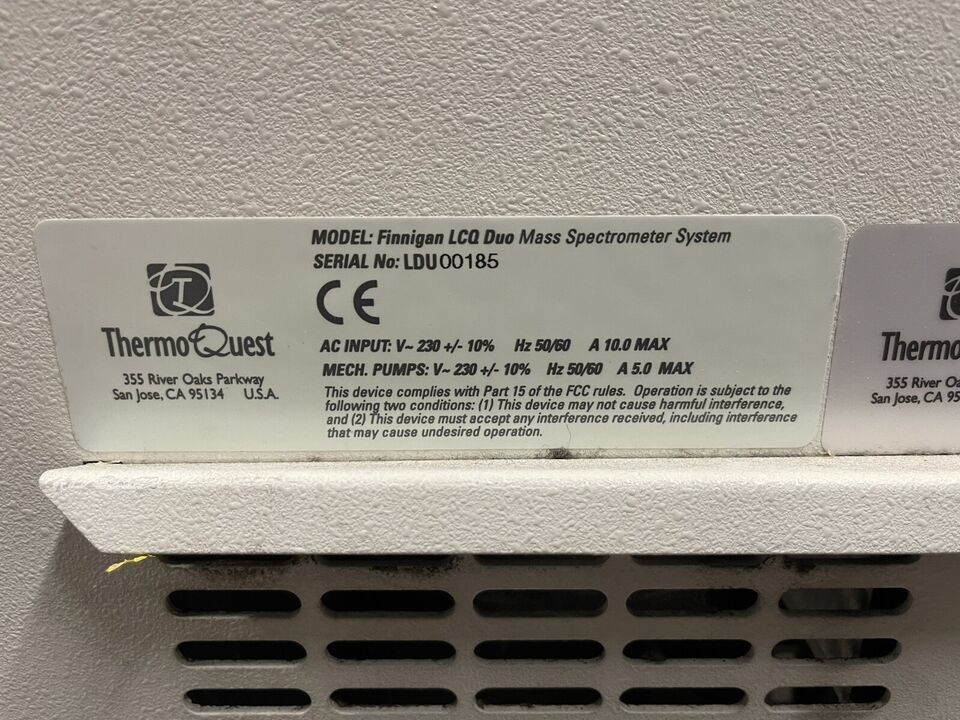 MODEL: Finnigan LCQ Duo Mass Spectrometer System
SERIAL No: LDU00185
CE
TQ
ThermoQuest
355 River Oaks Parkway
San Jose, CA 95134 U.S.A.
AC INPUT: V~ 230 +/- 10% Hz 50/60 A 10.0 MAX
MECH. PUMPS: V~ 230 +/- 10% Hz 50/60 A 5.0 MAX
This device complies with Part 15 of the FCC rules. Operation is subject to the
following two conditions: (1) This device may not cause harmful interference,
and (2) This device must accept any interference received, including interference
that may cause undesired operation.
Thermo
355 River Oa
San Jose, CA 95